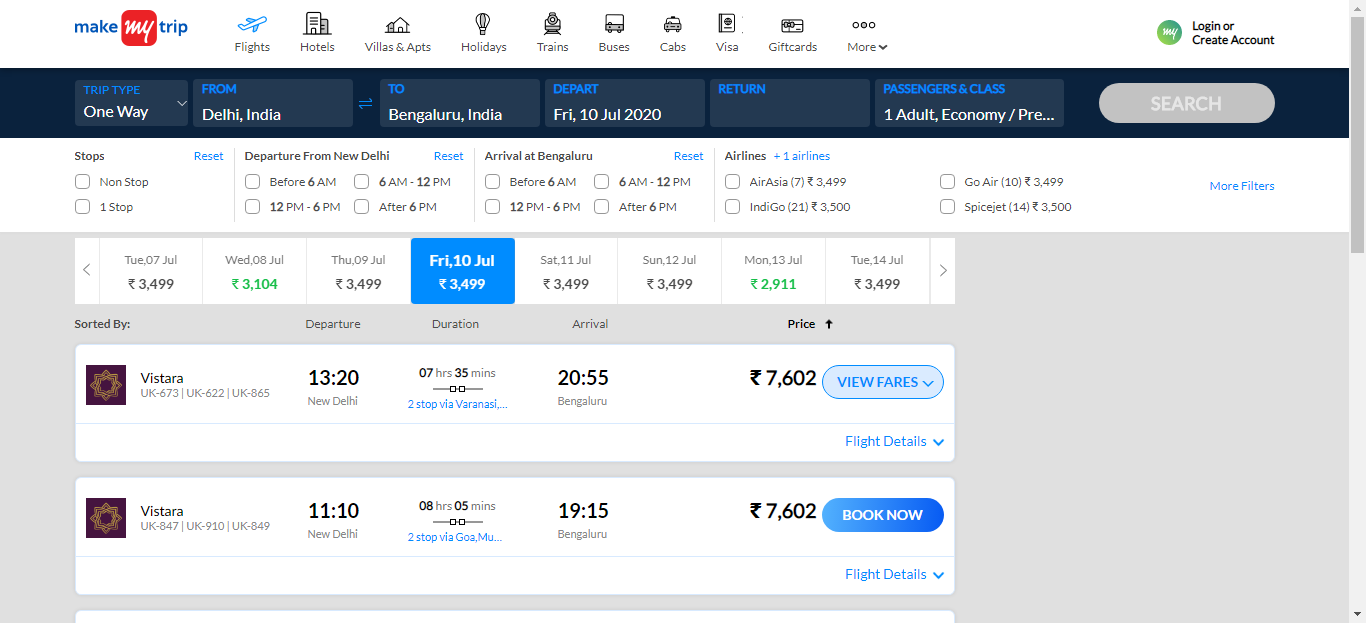 make my trip
Flights
Hotels
Villas & Apts
Holidays
Trains
Buses
Cabs
Visa
Giftcards
More
my
Login or
Create Account
TRIP TYPE
One Way
FROM
Delhi, India
TO
Bengaluru, India
DEPART
Fri, 10 Jul 2020
RETURN
PASSENGERS & CLASS
1 Adult, Economy / Pre...
SEARCH
Stops Reset
Non Stop
1 Stop
Departure From New Delhi Reset
Before 6 AM 6 AM - 12 PM
12 PM - 6 PM After 6 PM
Arrival at Bengaluru Reset
Before 6 AM 6 AM - 12 PM
12 PM - 6 PM After 6 PM
Airlines + 1 airlines
AirAsia (7) ₹ 3,499 Go Air (10) ₹ 3,499
IndiGo (21) ₹ 3,500 Spicejet (14) ₹ 3,500
More Filters
Tue,07 Jul
₹ 3,499
Wed,08 Jul
₹ 3,104
Thu,09 Jul
₹ 3,499
Fri,10 Jul
₹ 3,499
Sat,11 Jul
₹ 3,499
Sun,12 Jul
₹ 3,499
Mon,13 Jul
₹ 2,911
Tue,14 Jul
₹ 3,499
Sorted By: Departure Duration Arrival Price
Vistara
UK-673 | UK-622 | UK-865
13:20
New Delhi
07 hrs 35 mins
2 stop via Varanasi,...
20:55
Bengaluru
₹ 7,602
VIEW FARES
Flight Details
Vistara
UK-847 | UK-910 | UK-849
11:10
New Delhi
08 hrs 05 mins
2 stop via Goa,Mu...
19:15
Bengaluru
₹ 7,602
BOOK NOW
Flight Details